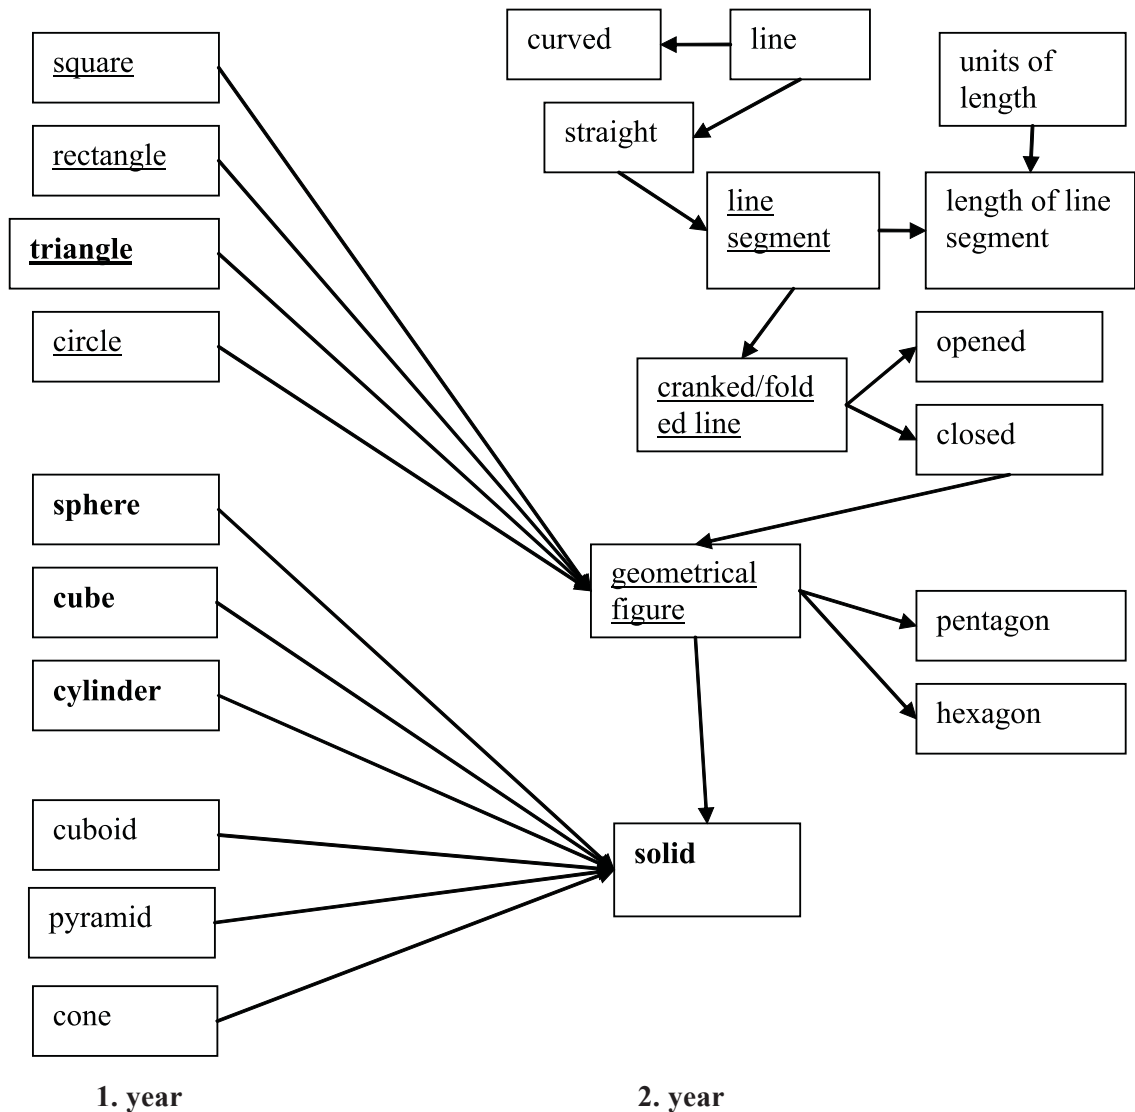 square
rectangle
triangle
circle
sphere
cube
cylinder
cuboid
pyramid
cone
1. year
curved
line
straight
units of
length
line
segment
length of line
segment
cranked/fold
ed line
opened
closed
geometrical
figure
pentagon
hexagon
solid
2. year